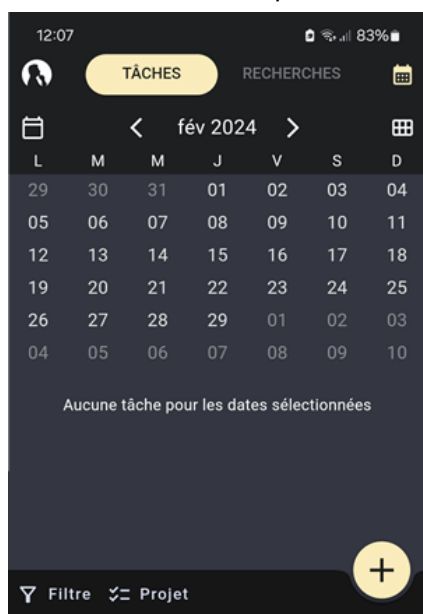 12:07 83%
TÂCHES RECHERCHES
fév 2024
L M M J V S D
29 30 31 01 02 03 04
05 06 07 08 09 10 11
12 13 14 15 16 17 18
19 20 21 22 23 24 25
26 27 28 29 01 02 03
04 05 06 07 08 09 10
Aucune tâche pour les dates sélectionnées
Filtre Projet